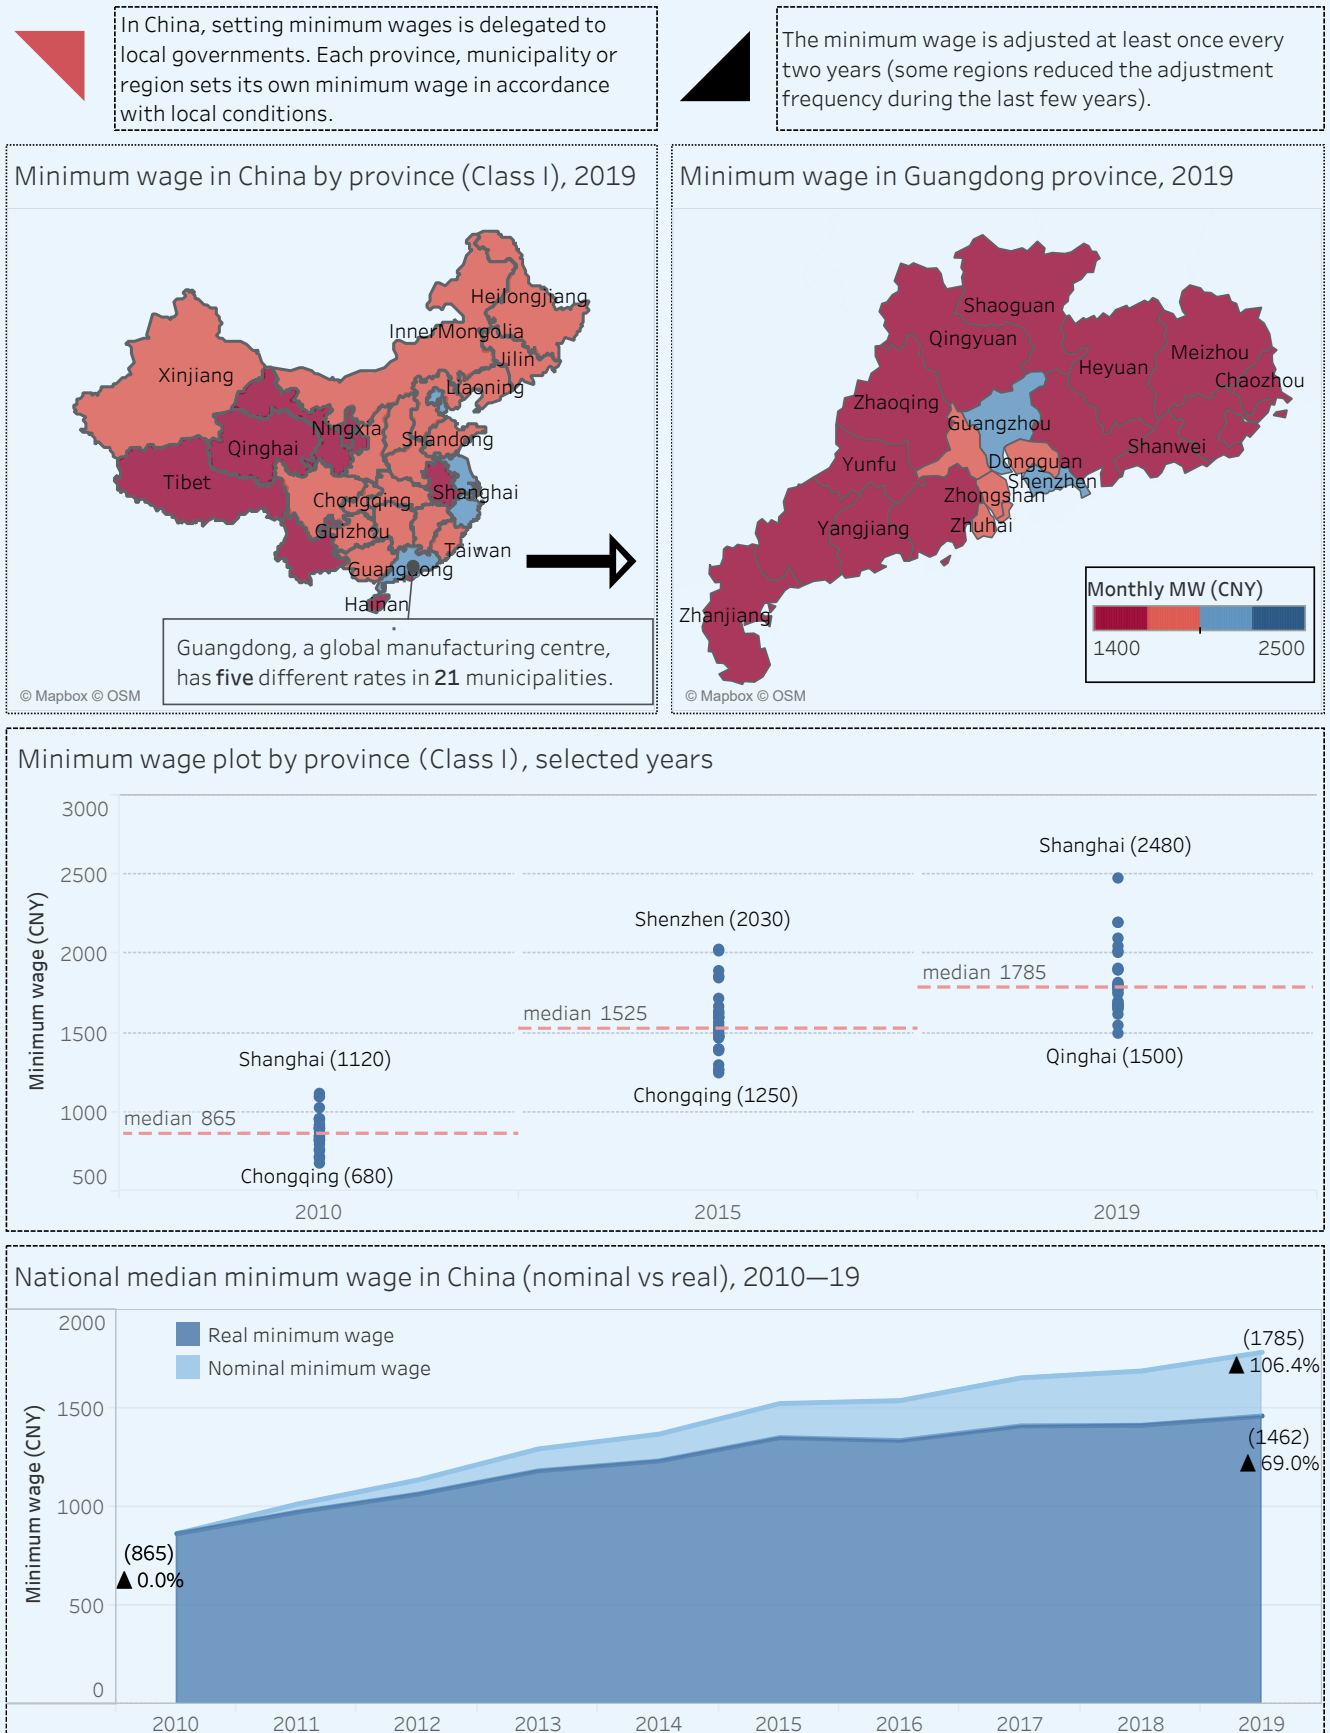 In China, setting minimum wages is delegated to
local governments. Each province, municipality or
region sets its own minimum wage in accordance
with local conditions.
The minimum wage is adjusted at least once every
two years (some regions reduced the adjustment
frequency during the last few years).
Minimum wage in China by province (Class I), 2019
Heilongjiang
InnerMongolia
Jilin
Xinjiang
Liaoning
Ningxia
Shandong
Qinghai
Tibet
Shanghai
Chongqing
Guizhou
Taiwan
Guangdong
Hainan
Guangdong, a global manufacturing centre,
has five different rates in 21 municipalities.
© Mapbox © OSM
Minimum wage in Guangdong province, 2019
Shaoguan
Qingyuan
Meizhou
Heyuan
Chaozhou
Zhaoqing
Guangzhou
Shanwei
Dongguan
Yunfu
Shenzhen
Zhongshan
Zhuhai
Yangjiang
Zhanjiang
Monthly MW (CNY)
1400 2500
© Mapbox © OSM
Minimum wage plot by province (Class I), selected years
Minimum wage (CNY)
3000
2500
2000
1500
1000
500
Shanghai (1120)
median 865
Chongqing (680)
Shenzhen (2030)
median 1525
Chongqing (1250)
Shanghai (2480)
median 1785
Qinghai (1500)
2010 2015 2019
National median minimum wage in China (nominal vs real), 2010—19
Minimum wage (CNY)
2000
1500
1000
500
0
Real minimum wage
Nominal minimum wage
(1785)
▲ 106.4%
(1462)
▲ 69.0%
(865)
▲ 0.0%
2010 2011 2012 2013 2014 2015 2016 2017 2018 2019